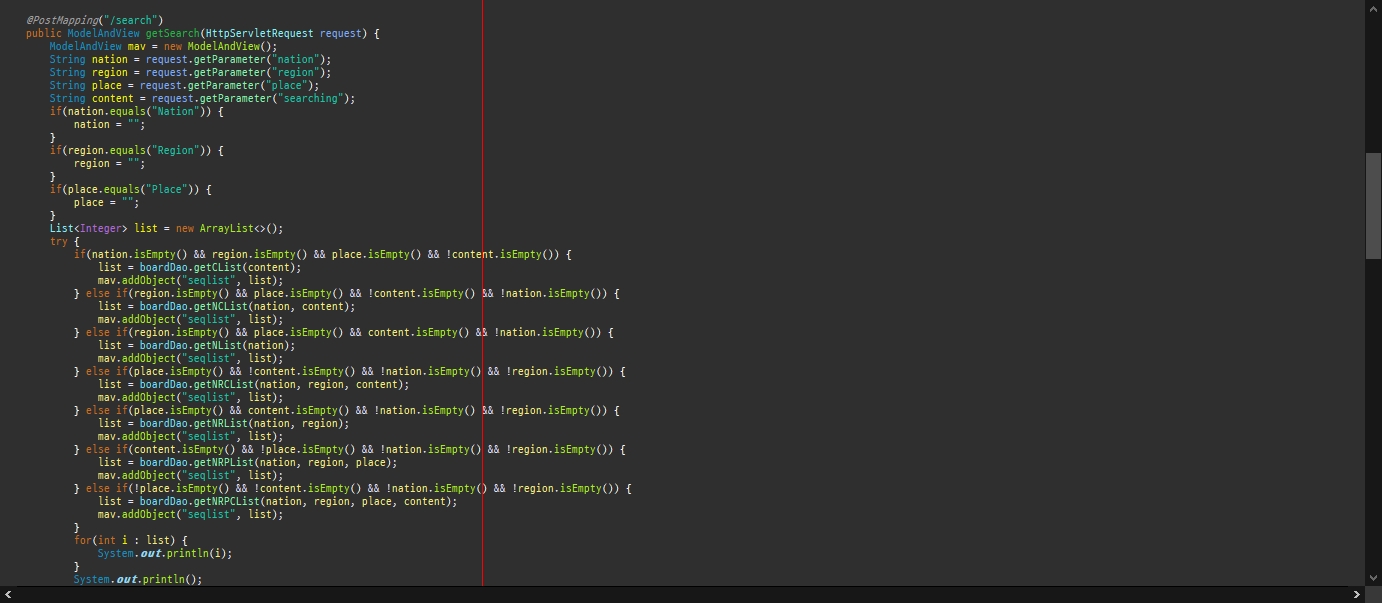 @PostMapping("/search")
public ModelAndView getSearch(HttpServletRequest request) {
ModelAndView mav = new ModelAndView();
String nation = request.getParameter("nation");
String region = request.getParameter("region");
String place = request.getParameter("place");
String content = request.getParameter("searching");
if(nation.equals("Nation")) {
nation = "";
}
if(region.equals("Region")) {
region = "";
}
if(place.equals("Place")) {
place = "";
}
List<Integer> list = new ArrayList<>();
try {
if(nation.isEmpty() && region.isEmpty() && place.isEmpty() && !content.isEmpty()) {
list = boardDao.getCList(content);
mav.addObject("seqlist", list);
} else if(region.isEmpty() && place.isEmpty() && !content.isEmpty() && !nation.isEmpty()) {
list = boardDao.getNCList(nation, content);
mav.addObject("seqlist", list);
} else if(region.isEmpty() && place.isEmpty() && content.isEmpty() && !nation.isEmpty()) {
list = boardDao.getNList(nation);
mav.addObject("seqlist", list);
} else if(place.isEmpty() && !content.isEmpty() && !nation.isEmpty() && !region.isEmpty()) {
list = boardDao.getNRCList(nation, region, content);
mav.addObject("seqlist", list);
} else if(place.isEmpty() && content.isEmpty() && !nation.isEmpty() && !region.isEmpty()) {
list = boardDao.getNRList(nation, region);
mav.addObject("seqlist", list);
} else if(content.isEmpty() && !place.isEmpty() && !nation.isEmpty() && !region.isEmpty()) {
list = boardDao.getNRPList(nation, region, place);
mav.addObject("seqlist", list);
} else if(!place.isEmpty() && !content.isEmpty() && !nation.isEmpty() && !region.isEmpty()) {
list = boardDao.getNRPCList(nation, region, place, content);
mav.addObject("seqlist", list);
}
for(int i : list) {
System.out.println(i);
}
System.out.println();